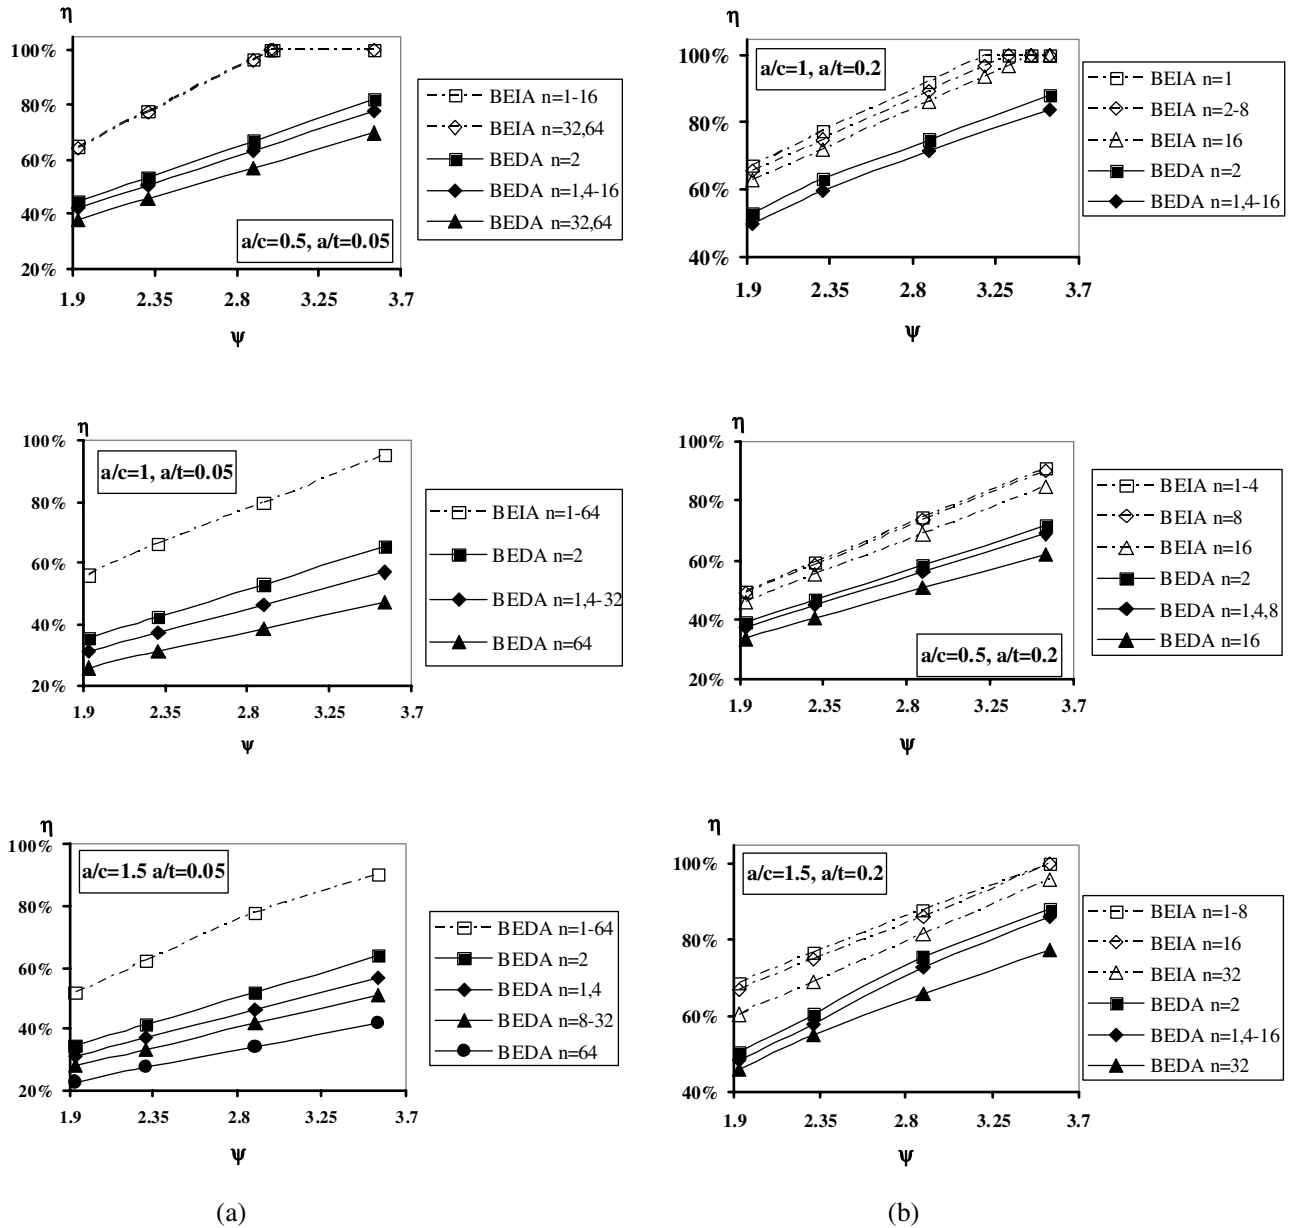 η
100%
80%
60%
40%
20%
1.9 2.35 2.8 3.25 3.7
ψ
a/c=0.5, a/t=0.05
BEIA n=1-16
BEIA n=32,64
BEDA n=2
BEDA n=1,4-16
BEDA n=32,64
η
100%
80%
60%
40%
1.9 2.35 2.8 3.25 3.7
ψ
a/c=1, a/t=0.2
BEIA n=1
BEIA n=2-8
BEIA n=16
BEDA n=2
BEDA n=1,4-16
η
100%
80%
60%
40%
20%
1.9 2.35 2.8 3.25 3.7
ψ
a/c=1, a/t=0.05
BEIA n=1-64
BEDA n=2
BEDA n=1,4-32
BEDA n=64
η
100%
80%
60%
40%
20%
1.9 2.35 2.8 3.25 3.7
ψ
a/c=0.5, a/t=0.2
BEIA n=1-4
BEIA n=8
BEIA n=16
BEDA n=2
BEDA n=1,4,8
BEDA n=16
η
100%
80%
60%
40%
20%
1.9 2.35 2.8 3.25 3.7
ψ
a/c=1.5 a/t=0.05
BEDA n=1-64
BEDA n=2
BEDA n=1,4
BEDA n=8-32
BEDA n=64
η
100%
80%
60%
40%
1.9 2.35 2.8 3.25 3.7
ψ
a/c=1.5, a/t=0.2
BEIA n=1-8
BEIA n=16
BEIA n=32
BEDA n=2
BEDA n=1,4-16
BEDA n=32
(a) (b)